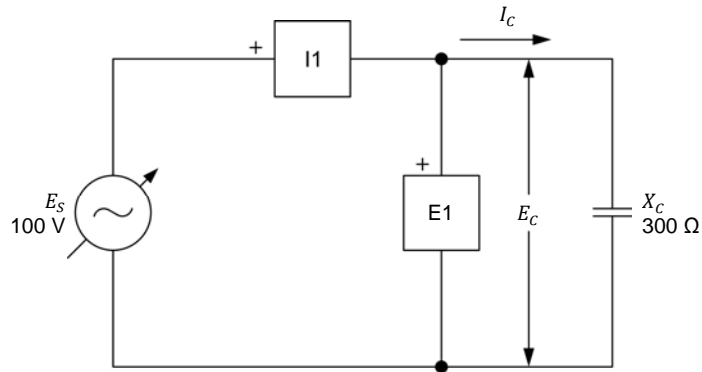 I_C
+
I1
+
E1
E_S
100 V
E_C
X_C
300 Ω